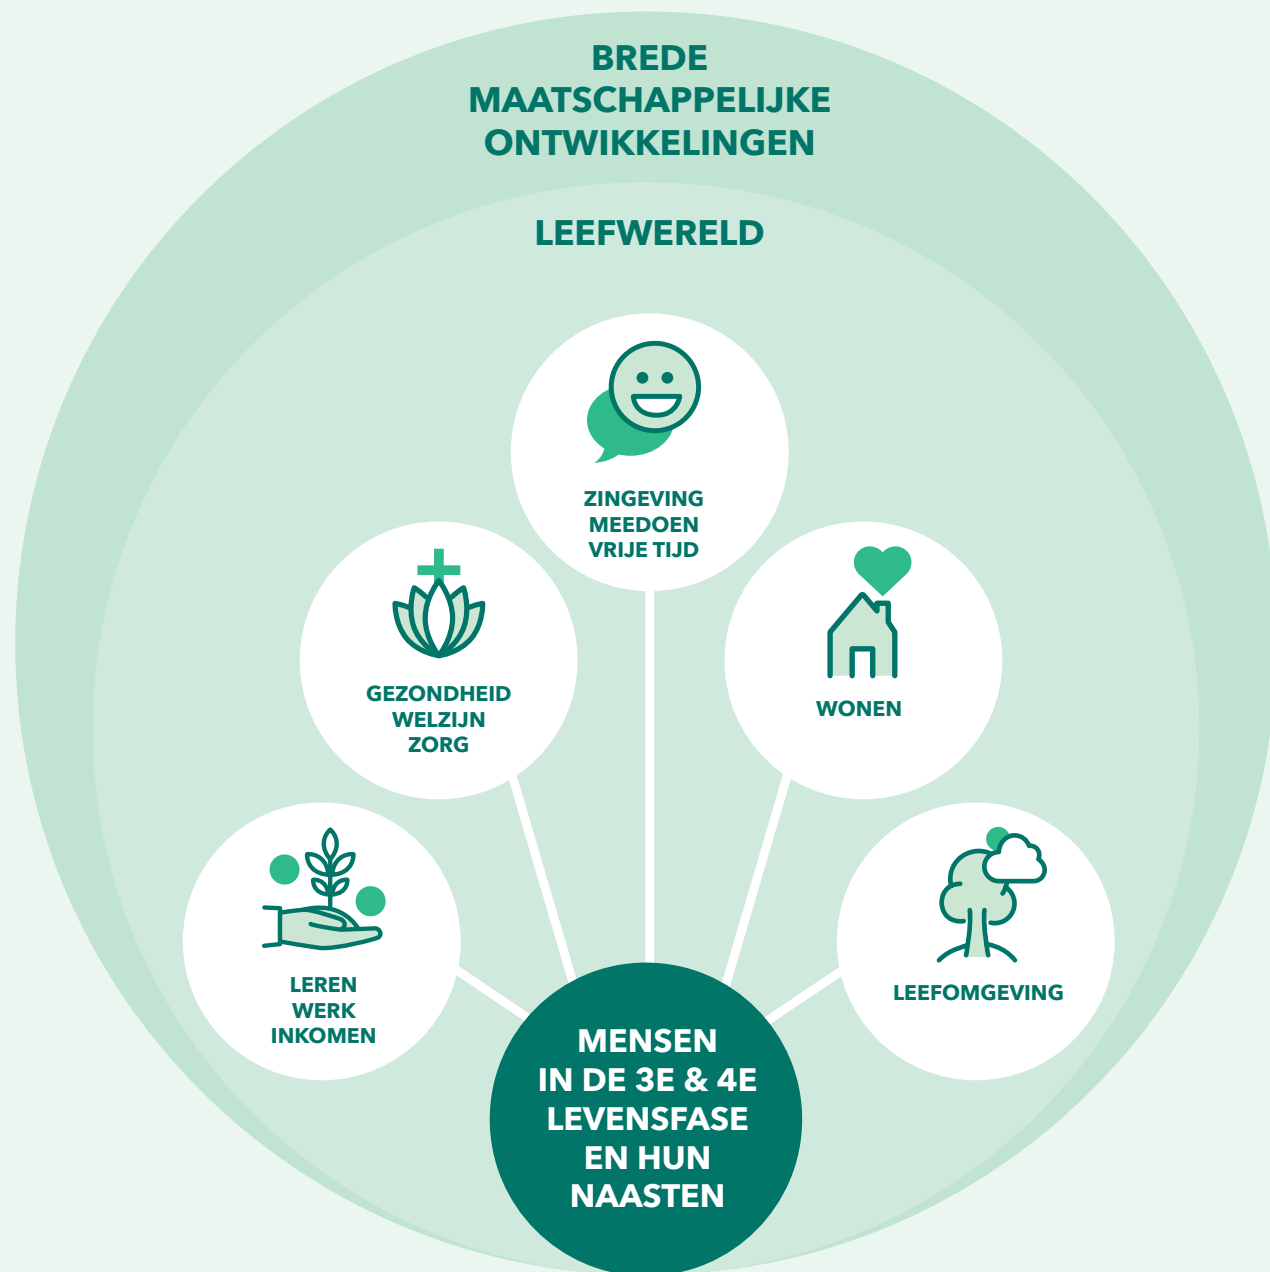 BREDE
MAATSCHAPPELIJKE
ONTWIKKELINGEN
LEEFWERELD
ZINGEVING
MEEDOEN
VRIJE TIJD
GEZONDHEID
WELZIJN
ZORG
WONEN
LEREN
WERK
INKOMEN
LEEFOMGEVING
MENSEN
IN DE 3E & 4E
LEVENSFASE
EN HUN
NAASTEN